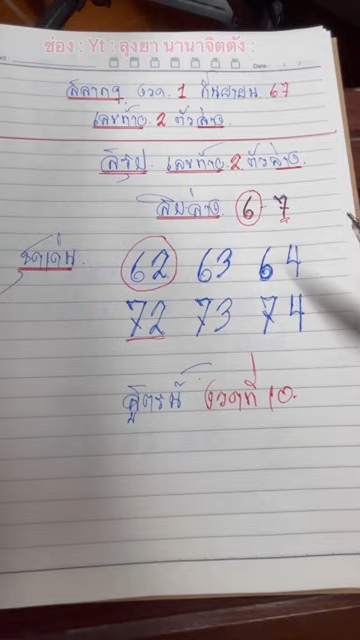 ช่อง : Yt : ลุงยา นานาจิตตัง :
Date
สลากฯ งวด. 1 กันยายน. 67
เลขท้าย 2 ตัวล่าง
สรุป. เลขท้าย 2 ตัวล่าง.
สิบล่าง. 6 - 7
ชุดเด่น. 62 63 64
72 73 74
สูตรนี้ งวดที่ 10.